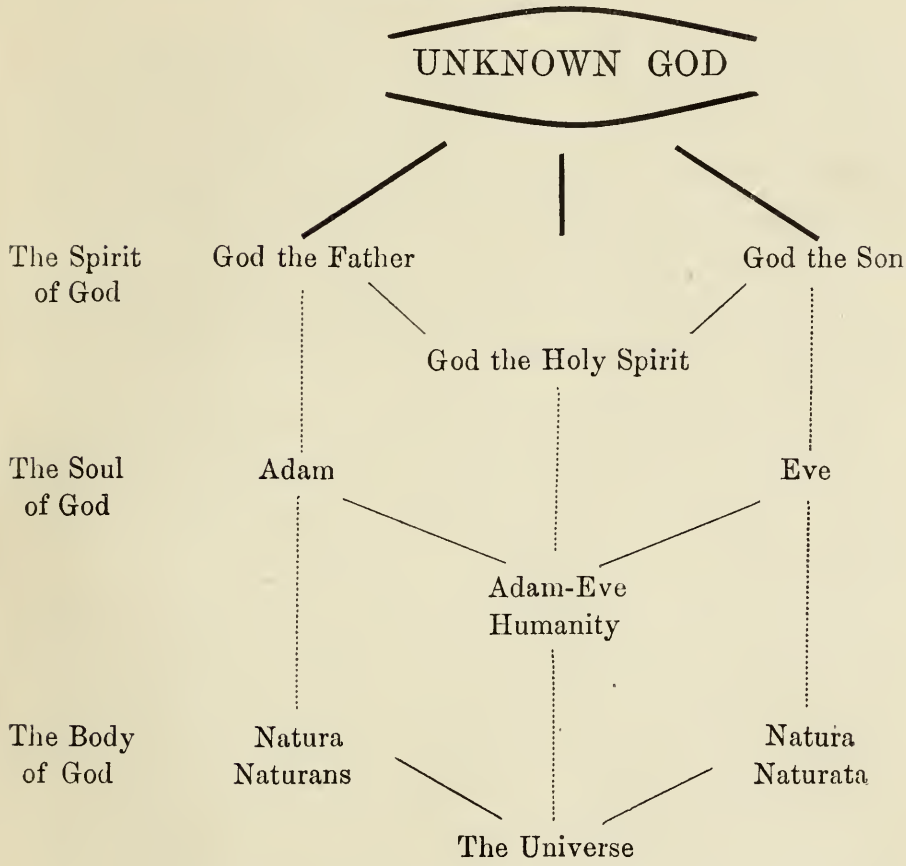 UNKNOWN GOD
The Spirit
of God
God the Father
God the Son
God the Holy Spirit
The Soul
of God
Adam
Eve
Adam-Eve
Humanity
The Body
of God
Natura
Naturans
Natura
Naturata
The Universe